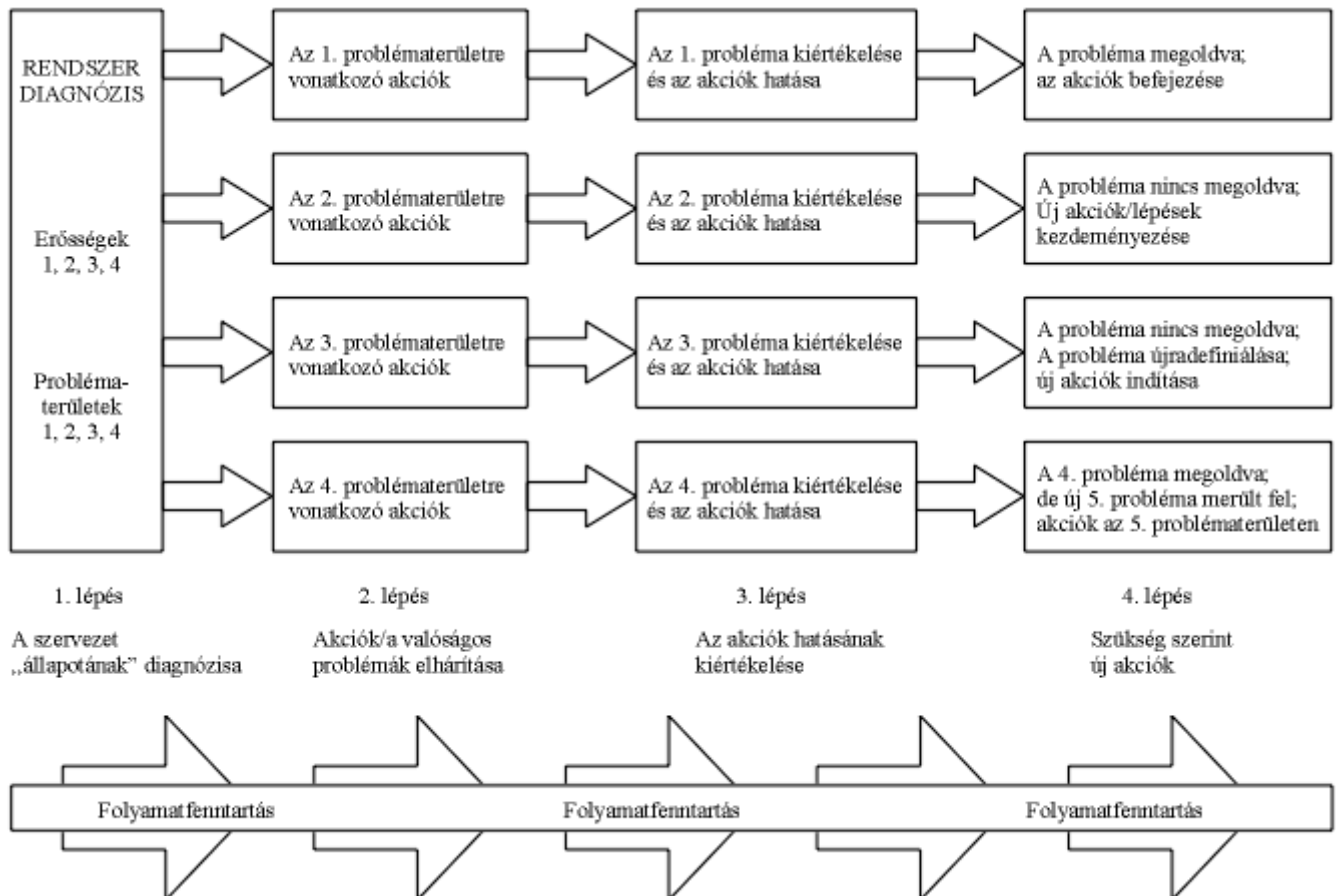 RENDSZER
DIAGNÓZIS
Erősségek
1, 2, 3, 4
Probléma-
területek
1, 2, 3, 4
Az 1. problématerületre
vonatkozó akciók
Az 1. probléma kiértékelése
és az akciók hatása
A probléma megoldva;
az akciók befejezése
Az 2. problématerületre
vonatkozó akciók
Az 2. probléma kiértékelése
és az akciók hatása
A probléma nincs megoldva;
Új akciók/lépések
kezdeményezése
Az 3. problématerületre
vonatkozó akciók
Az 3. probléma kiértékelése
és az akciók hatása
A probléma nincs megoldva;
A probléma újradefiniálása;
új akciók indítása
Az 4. problématerületre
vonatkozó akciók
Az 4. probléma kiértékelése
és az akciók hatása
A 4. probléma megoldva;
de új 5. probléma merült fel;
akciók az 5. problématerületen
1. lépés
A szervezet
„állapotának” diagnózisa
2. lépés
Akciók/a valóságos
problémák elhárítása
3. lépés
Az akciók hatásának
kiértékelése
4. lépés
Szükség szerint
új akciók
Folyamatfenntartás
Folyamatfenntartás
Folyamatfenntartás